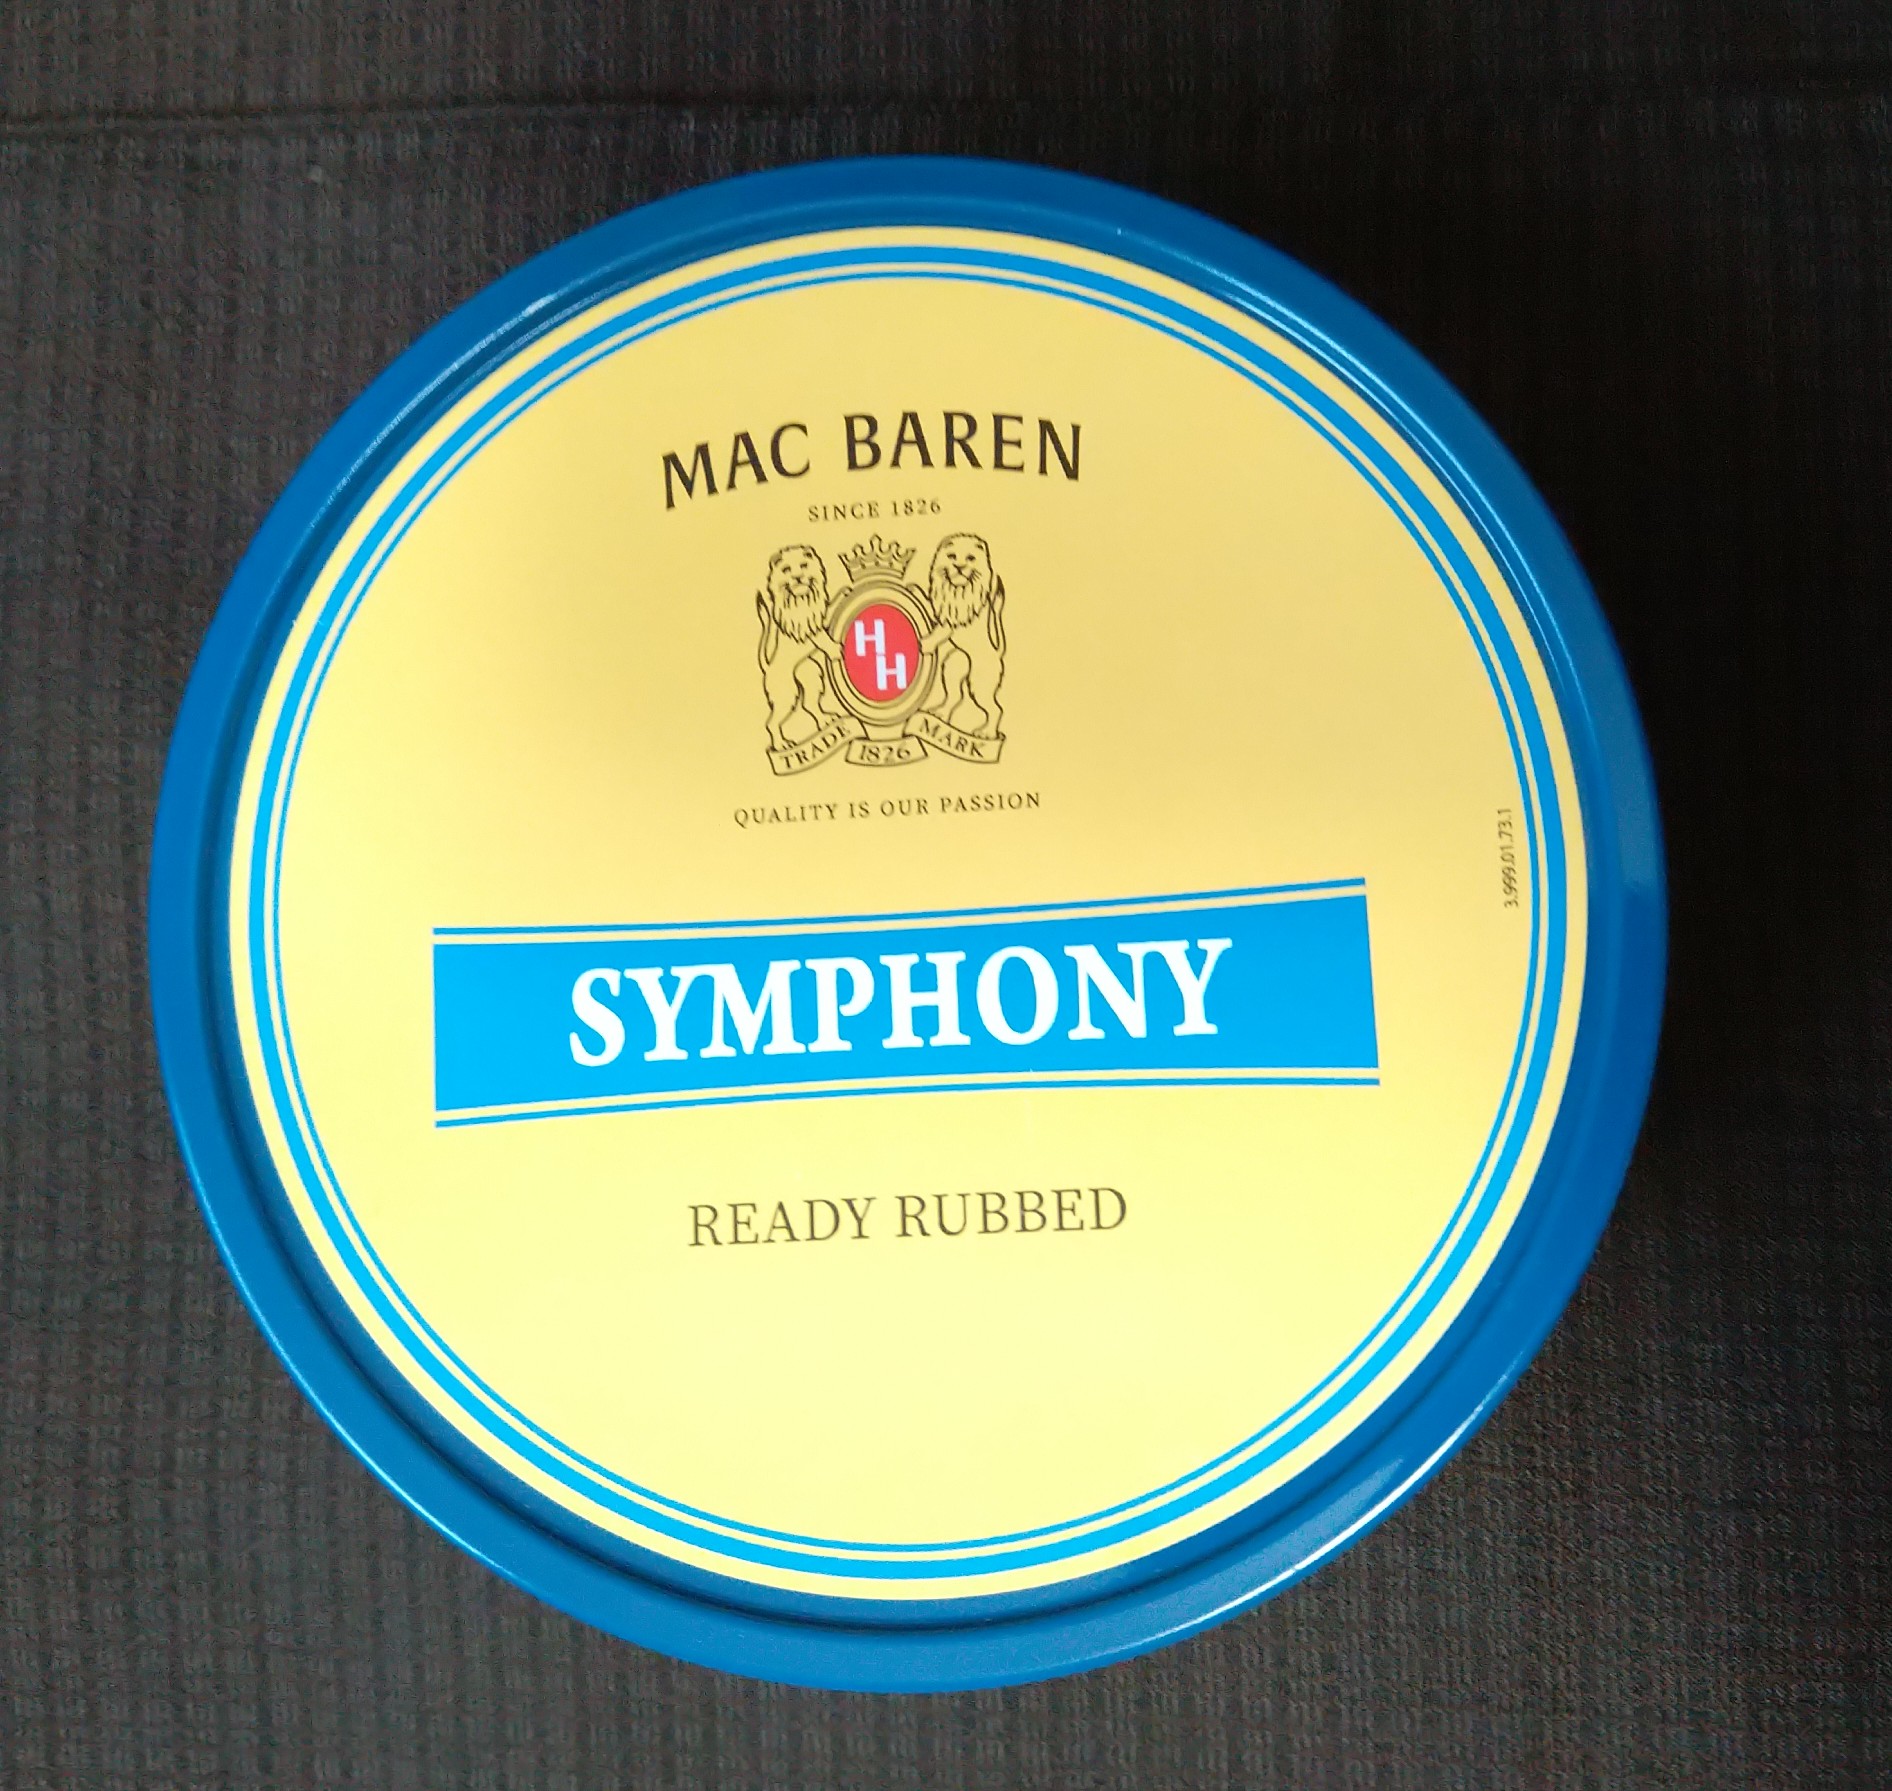 MAC BAREN
SINCE 1826
H
H
TRADE 1826 MARK
QUALITY IS OUR PASSION
3.999.01.73.1
SYMPHONY
READY RUBBED